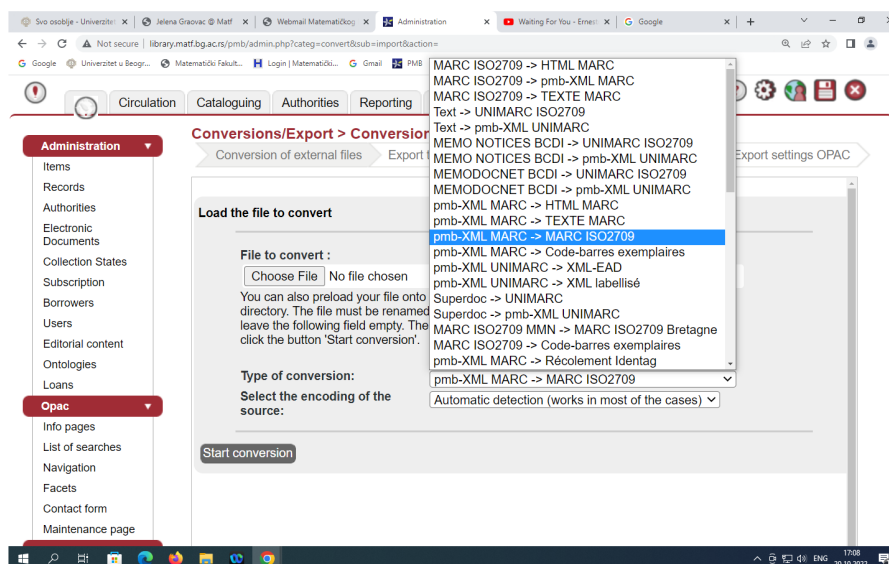 Svo osoblje - Univerzitet
Jelena Graovac @ Matf
Webmail Matematičkog
Administration
Waiting For You - Ernest
Google
Not secure | library.matf.bg.ac.rs/pmb/admin.php?categ=convert&sub=import&action=
Google
Univerzitet u Beogr...
Matematički Fakult...
Login | Matematički...
Gmail
PMB
Circulation
Cataloguing
Authorities
Reporting
Conversions/Export > Conversion
Conversion of external files
Export t
Export settings OPAC
Administration
Items
Records
Authorities
Electronic
Documents
Collection States
Subscription
Borrowers
Users
Editorial content
Ontologies
Loans
Opac
Info pages
List of searches
Navigation
Facets
Contact form
Maintenance page
Load the file to convert
File to convert :
Choose File No file chosen
You can also preload your file onto
directory. The file must be renamed
leave the following field empty. The
click the button 'Start conversion'.
MARC ISO2709 -> HTML MARC
MARC ISO2709 -> pmb-XML MARC
MARC ISO2709 -> TEXTE MARC
Text -> UNIMARC ISO2709
Text -> pmb-XML UNIMARC
MEMO NOTICES BCDI -> UNIMARC ISO2709
MEMO NOTICES BCDI -> pmb-XML UNIMARC
MEMODOCNET BCDI -> UNIMARC ISO2709
MEMODOCNET BCDI -> pmb-XML UNIMARC
pmb-XML MARC -> HTML MARC
pmb-XML MARC -> TEXTE MARC
pmb-XML MARC -> MARC ISO2709
pmb-XML MARC -> Code-barres exemplaires
pmb-XML UNIMARC -> XML-EAD
pmb-XML UNIMARC -> XML labellisé
Superdoc -> UNIMARC
Superdoc -> pmb-XML UNIMARC
MARC ISO2709 MMN -> MARC ISO2709 Bretagne
MARC ISO2709 -> Code-barres exemplaires
pmb-XML MARC -> Récolement Identag
Type of conversion:
pmb-XML MARC -> MARC ISO2709
Select the encoding of the
source:
Automatic detection (works in most of the cases)
Start conversion
ENG
17:08
20.10.2022